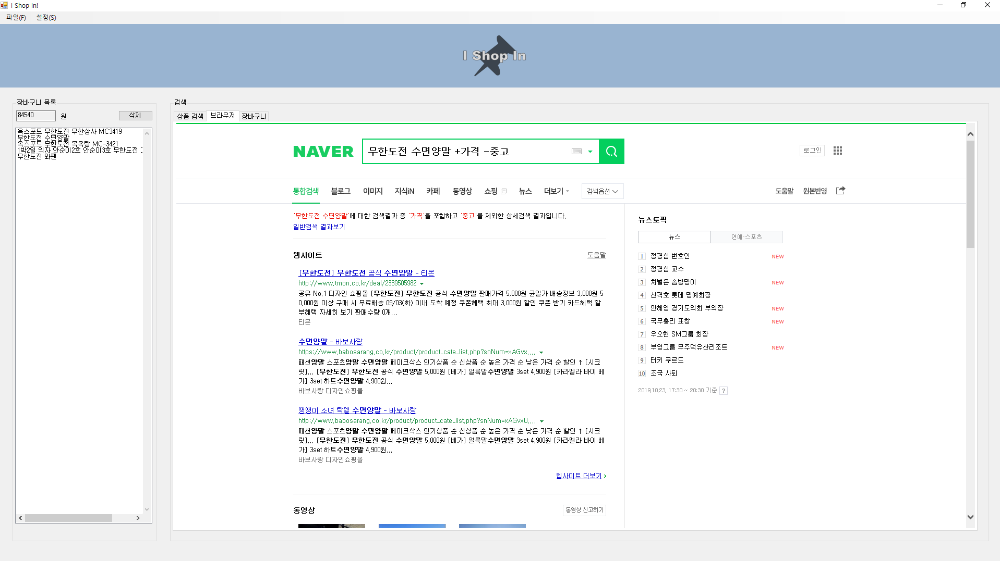 I Shop In!
파일(F) 설정(S)
I Shop In
장바구니 목록
84540 원 삭제
옥스포드 무한도전 무한상사 MC3419
무한도전 수면양말
옥스포드 무한도전 목욕탕 MC-3421
1박2일 의자 안순이2호 안순이3호 무한도전
무한도전 와펜
검색
상품 검색 브라우저 장바구니
NAVER 무한도전 수면양말 +가격 -중고 로그인
통합검색 블로그 이미지 지식iN 카페 동영상 쇼핑 뉴스 더보기 검색옵션 도움말 원본반영
'무한도전 수면양말'에 대한 검색결과 중 '가격'을 포함하고 '중고'를 제외한 상세검색 결과입니다.
일반검색 결과보기
웹사이트 도움말
[무한도전] 무한도전 공식 수면양말 - 티몬
http://www.tmon.co.kr/deal/2339505982
공유 No.1 디자인 쇼핑몰 [무한도전] 무한도전 공식 수면양말 판매가격 5,000원 균일가 배송정보 3,000원 5
0,000원 이상 구매 시 무료배송 09/03(화) 이내 도착 예정 쿠폰혜택 최대 3,000원 할인 쿠폰 받기 카드혜택 할
부혜택 자세히 보기 판매수량 0개...
티몬
수면양말 - 바보사랑
https://www.babosarang.co.kr/product/product_cate_list.php?snNum=xAGvx....
패션양말 스포츠양말 수면양말 페이크삭스 인기상품 순 신상품 순 높은 가격 순 낮은 가격 순 할인 ↑ [시크
릿]... [무한도전] 무한도전 공식 수면양말 5,000원 [베가] 얼룩말수면양말 3set 4,900원 [카라멜라 바이 베
가] 3set 하트수면양말 4,900원...
바보사랑 디자인쇼핑몰
땡땡이 소녀 탁텔 수면양말 - 바보사랑
http://www.babosarang.co.kr/product/product_cate_list.php?snNum=xAGvxU....
패션양말 스포츠양말 수면양말 페이크삭스 인기상품 순 신상품 순 높은 가격 순 낮은 가격 순 할인 ↑ [시크
릿]... [무한도전] 무한도전 공식 수면양말 5,000원 [베가] 얼룩말수면양말 3set 4,900원 [카라멜라 바이 베
가] 3set 하트수면양말 4,900원...
바보사랑 디자인쇼핑몰
웹사이트 더보기
동영상 동영상 신고하기
뉴스토픽
뉴스 연예·스포츠
1 정경심 변호인 NEW
2 정경심 교수
3 처벌은 솜방망이 NEW
4 신격호 롯데 명예회장
5 안혜영 경기도의회 부의장 NEW
6 국무총리 표창 NEW
7 우오현 SM그룹 회장
8 부영그룹 무주덕유산리조트 NEW
9 터키 쿠르드
10 조국 사퇴
2019.10.23. 17:30 ~ 20:30 기준 ?